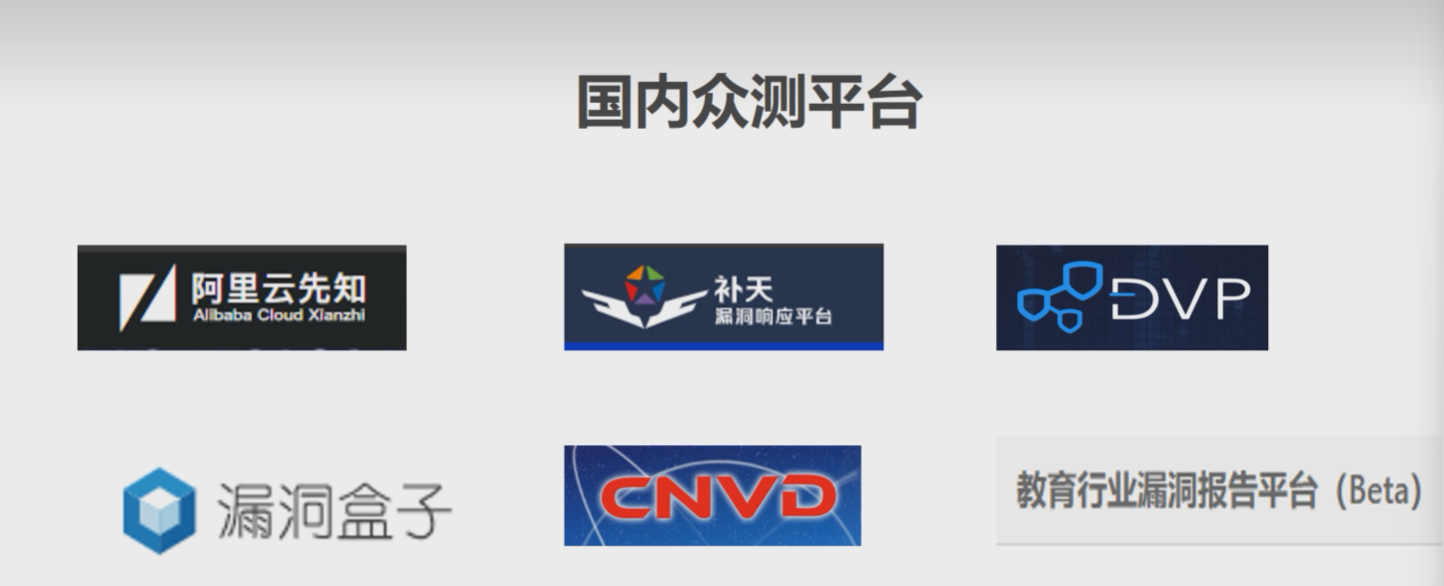 国内众测平台
阿里云先知
Alibaba Cloud Xianzhi
补天
漏洞响应平台
DVP
漏洞盒子
CNVD
教育行业漏洞报告平台（Beta）